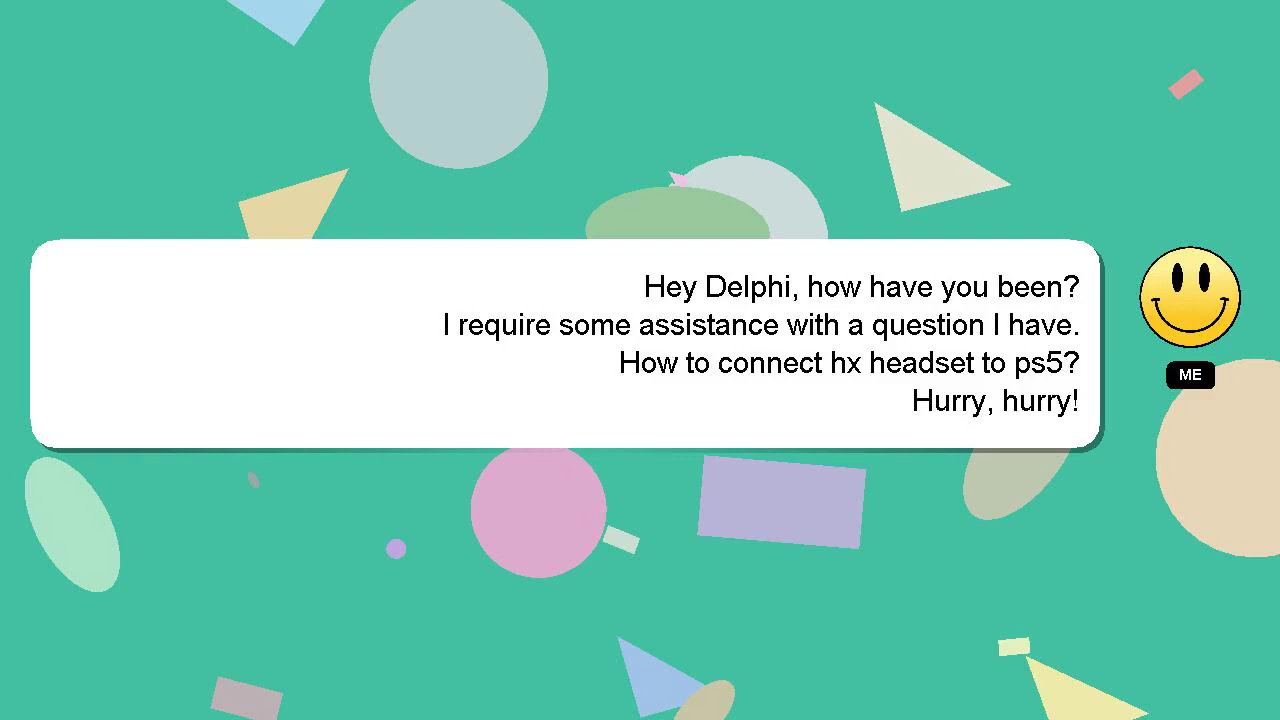 Hey Delphi, how have you been?
I require some assistance with a question I have.
How to connect hx headset to ps5?
Hurry, hurry!
ME